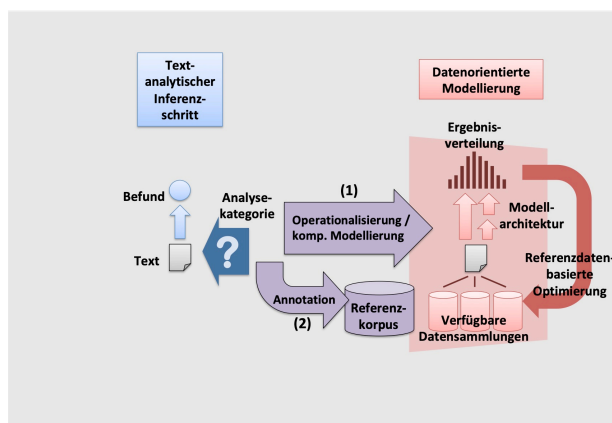 Text-
analytischer
Inferenz-
schritt
Datenorientierte
Modellierung
Ergebnis-
verteilung
Befund
Analyse-
kategorie
(1)
Operationalisierung /
komp. Modellierung
Modell-
architektur
Text
?
Referenzdaten-
basierte
Optimierung
Annotation
(2)
Referenz-
korpus
Verfügbare
Datensammlungen